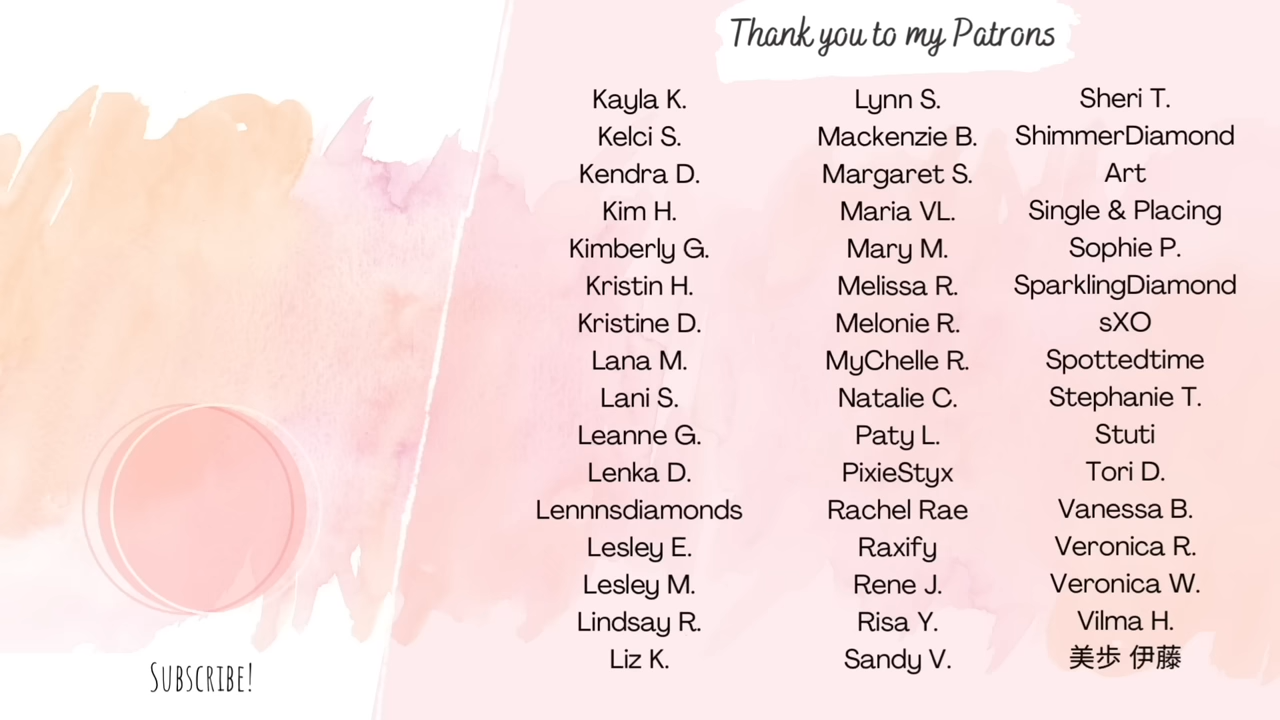 Thank you to my Patrons
Kayla K.
Kelci S.
Kendra D.
Kim H.
Kimberly G.
Kristin H.
Kristine D.
Lana M.
Lani S.
Leanne G.
Lenka D.
Lennnsdiamonds
Lesley E.
Lesley M.
Lindsay R.
Liz K.
Lynn S.
Mackenzie B.
Margaret S.
Maria VL.
Mary M.
Melissa R.
Melonie R.
MyChelle R.
Natalie C.
Paty L.
PixieStyx
Rachel Rae
Raxify
Rene J.
Risa Y.
Sandy V.
Sheri T.
ShimmerDiamond
Art
Single & Placing
Sophie P.
SparklingDiamond
sXO
Spottedtime
Stephanie T.
Stuti
Tori D.
Vanessa B.
Veronica R.
Veronica W.
Vilma H.
美歩 伊藤
Subscribe!